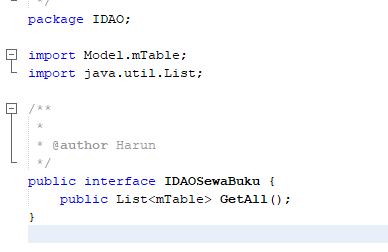 */
package IDAO;
import Model.mTable;
import java.util.List;
/**
*
* @author Harun
*/
public interface IDAOSewaBuku {
public List<mTable> GetAll();
}